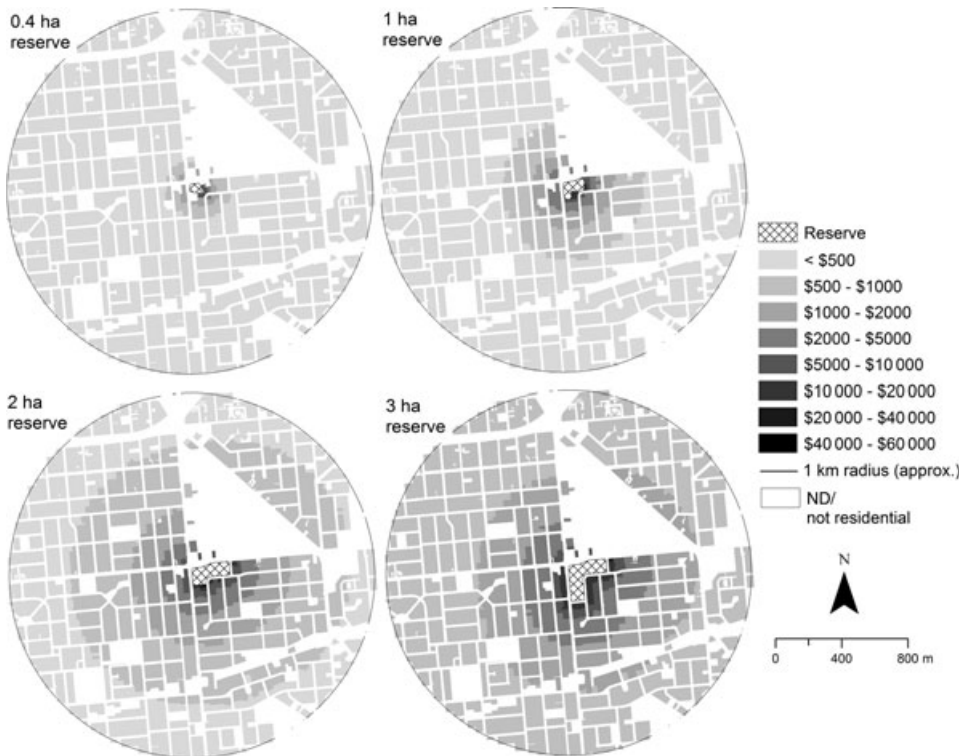 0.4 ha
reserve
1 ha
reserve
2 ha
reserve
3 ha
reserve
Reserve
< $500
$500 - $1000
$1000 - $2000
$2000 - $5000
$5000 - $10 000
$10 000 - $20 000
$20 000 - $40 000
$40 000 - $60 000
1 km radius (approx.)
ND/
not residential
N
0 400 800 m